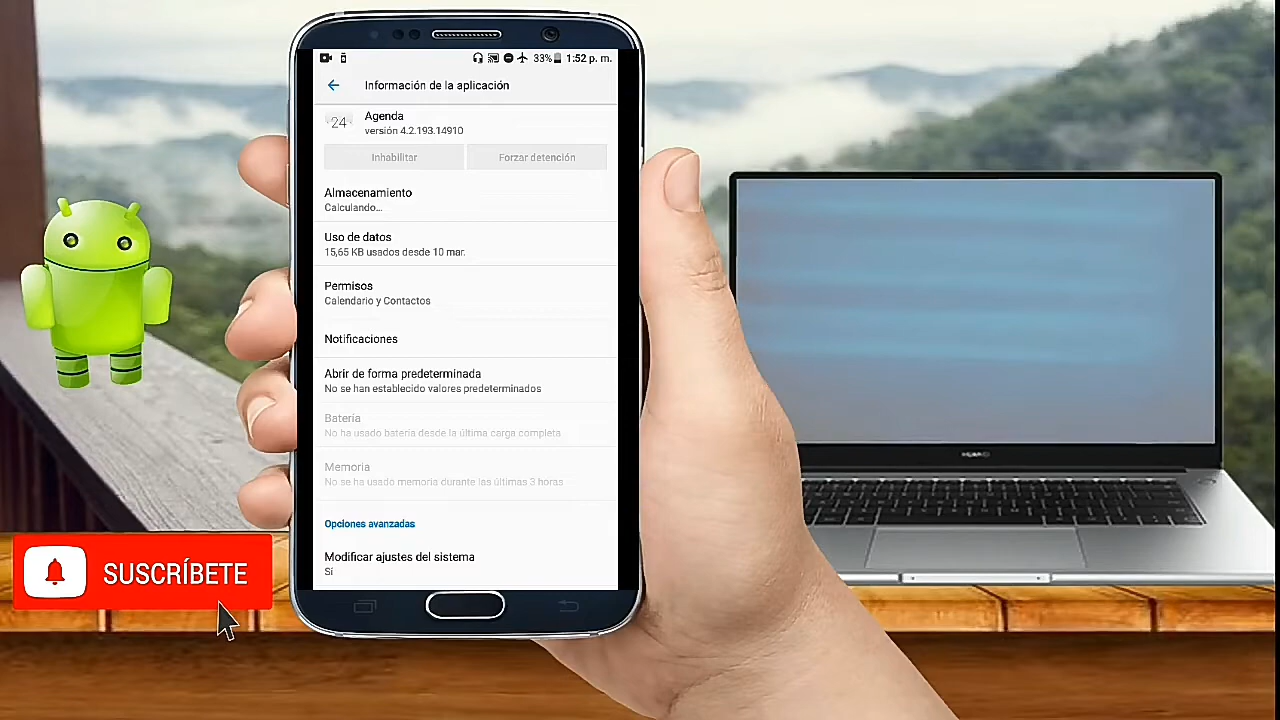 33% 1:52 p. m.
Información de la aplicación
24
Agenda
versión 4.2.193.14910
Inhabilitar Forzar detención
Almacenamiento
Calculando...
Uso de datos
15,65 KB usados desde 10 mar.
Permisos
Calendario y Contactos
Notificaciones
Abrir de forma predeterminada
No se han establecido valores predeterminados
Batería
No ha usado batería desde la última carga completa
Memoria
No se ha usado memoria durante las últimas 3 horas
Opciones avanzadas
Modificar ajustes del sistema
Sí
SUSCRÍBETE
HUAWEI